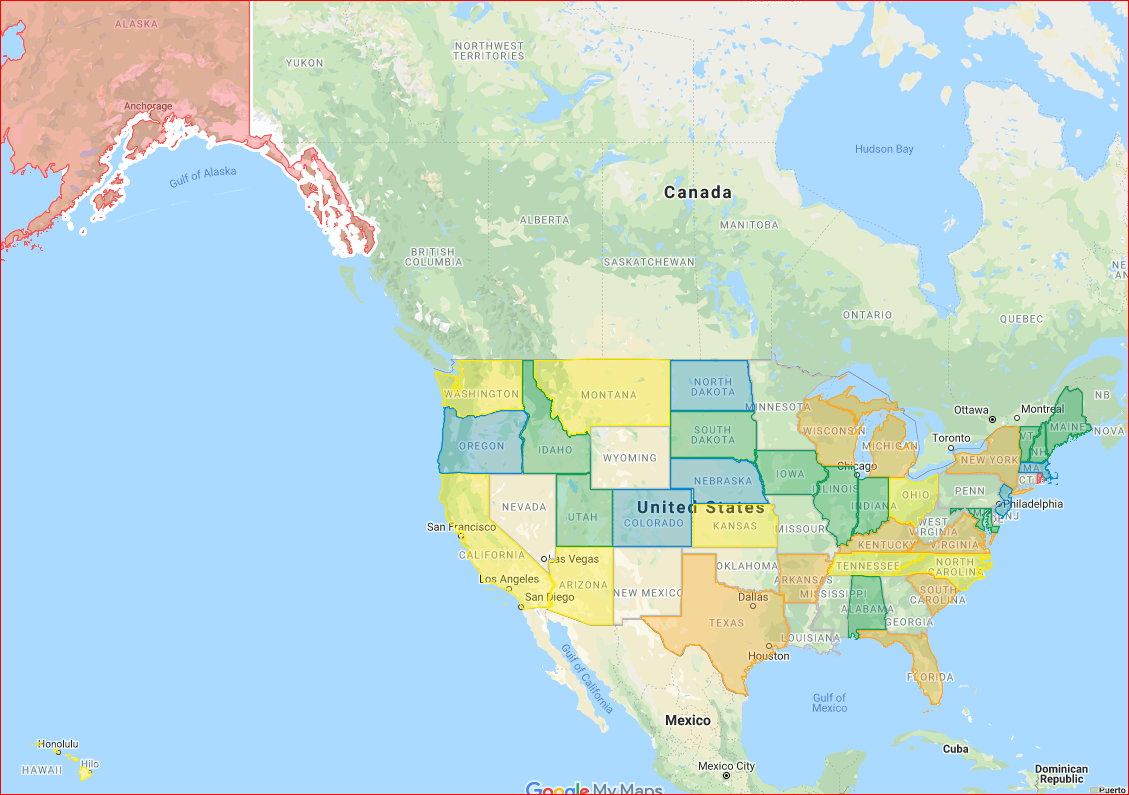 ALASKA
NORTHWEST
TERRITORIES
YUKON
Anchorage
Hudson Bay
Gulf of Alaska
Canada
ALBERTA
MANITOBA
BRITISH
COLUMBIA
SASKATCHEWAN
NE
AN
ONTARIO
QUEBEC
NORTH
DAKOTA
WASHINGTON
MONTANA
MINNESOTA
Ottawa
Montreal
NB
MAINE
NOVA
SOUTH
DAKOTA
WISCONSIN
MICHIGAN
Toronto
VT
NH
OREGON
IDAHO
WYOMING
NEW YORK
MA
CT
RI
Chicago
IOWA
NEBRASKA
ILLINOIS
INDIANA
OHIO
PENN
Philadelphia
NJ
United States
NEVADA
UTAH
COLORADO
KANSAS
MISSOURI
WEST
VIRGINIA
San Francisco
CALIFORNIA
KENTUCKY
VIRGINIA
Las Vegas
OKLAHOMA
TENNESSEE
NORTH
CAROLINA
Los Angeles
ARIZONA
NEW MEXICO
ARKANSAS
MISSISSIPPI
SOUTH
CAROLINA
San Diego
Dallas
ALABAMA
GEORGIA
TEXAS
LOUISIANA
Houston
FLORIDA
Gulf of California
Gulf of
Mexico
Mexico
Honolulu
Hilo
HAWAII
Cuba
Mexico City
Dominican
Republic
Google My Maps
Puerto